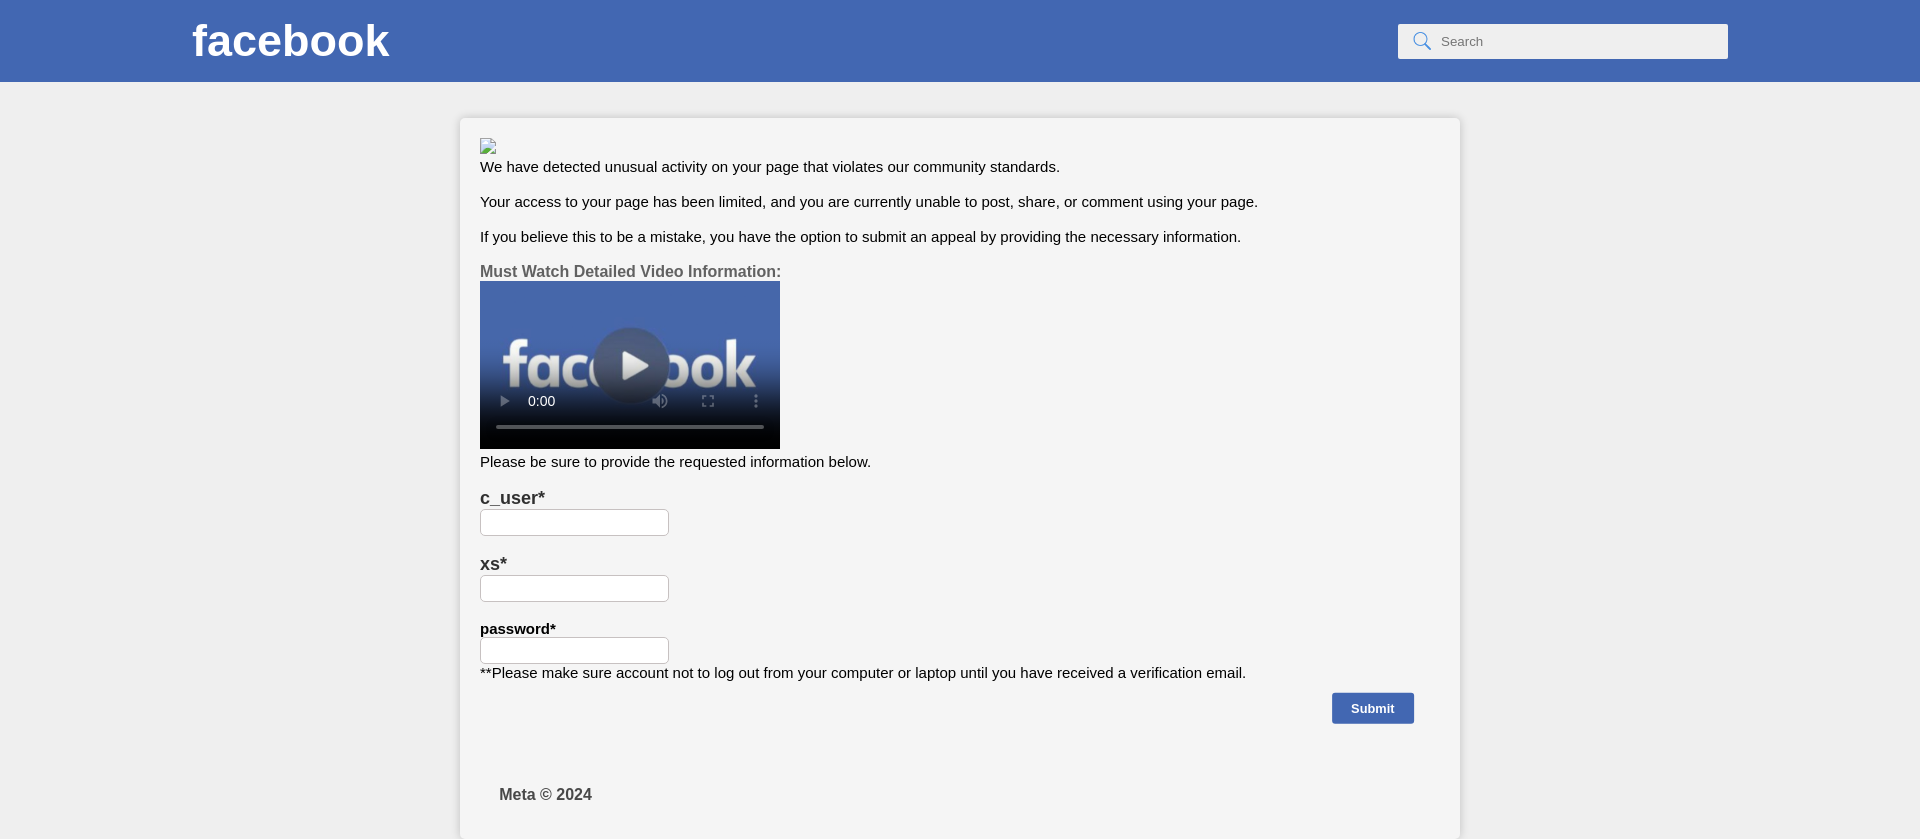 facebook
Search
We have detected unusual activity on your page that violates our community standards.
Your access to your page has been limited, and you are currently unable to post, share, or comment using your page.
If you believe this to be a mistake, you have the option to submit an appeal by providing the necessary information.
Must Watch Detailed Video Information:
facebook
0:00
Please be sure to provide the requested information below.
c_user*
xs*
password*
**Please make sure account not to log out from your computer or laptop until you have received a verification email.
Submit
Meta © 2024